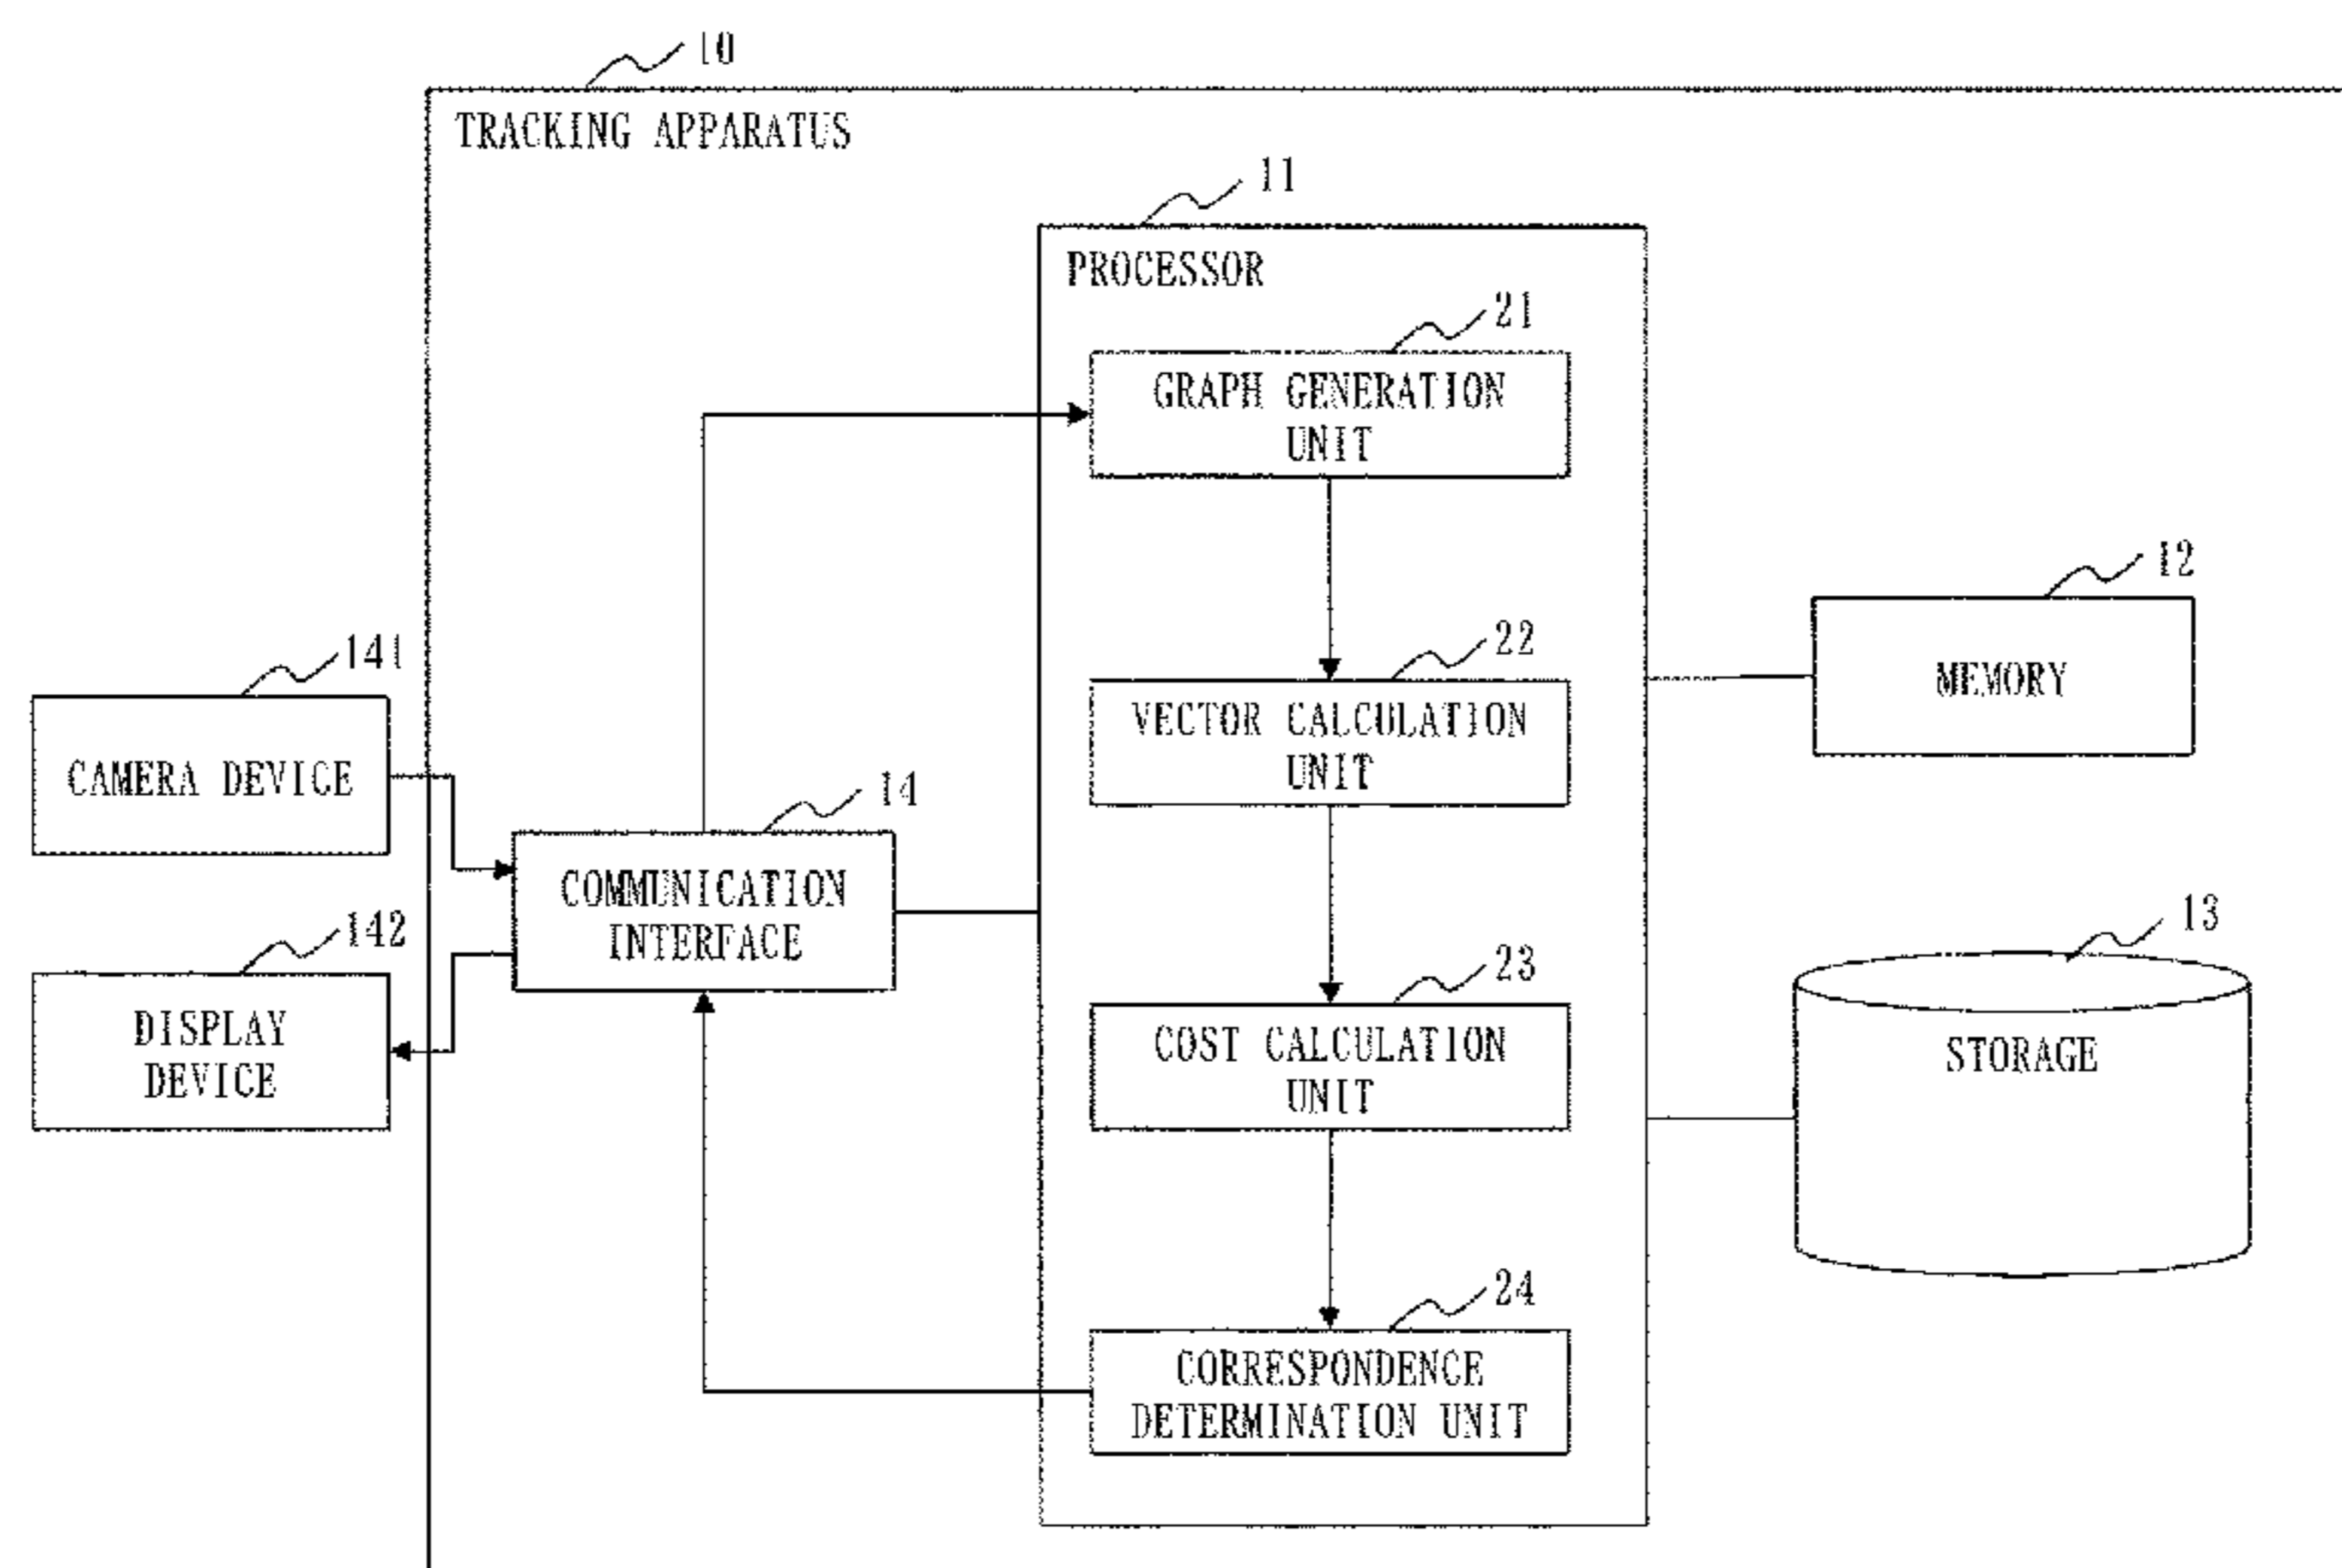 10
TRACKING APPARATUS
11
PROCESSOR
21
GRAPH GENERATION
UNIT
12
MEMORY
22
VECTOR CALCULATION
UNIT
141
CAMERA DEVICE
14
COMMUNICATION
INTERFACE
142
DISPLAY
DEVICE
13
STORAGE
23
COST CALCULATION
UNIT
24
CORRESPONDENCE
DETERMINATION UNIT